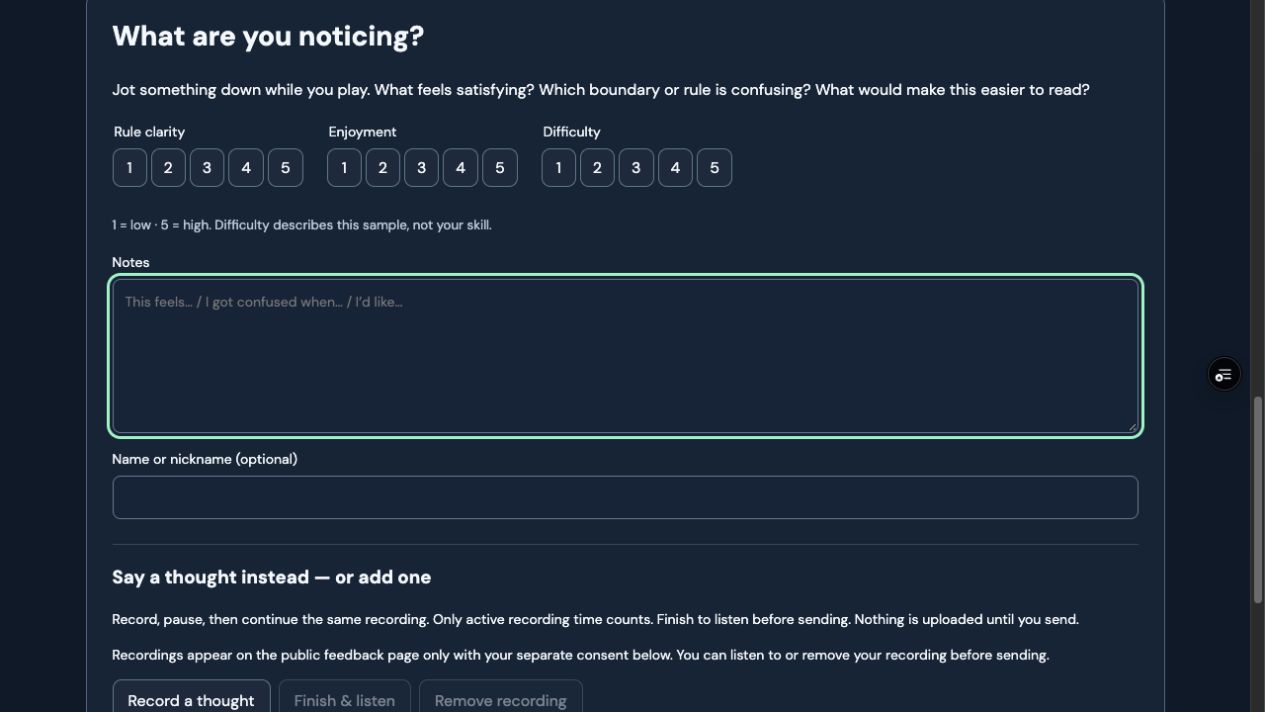 What are you noticing?
Jot something down while you play. What feels satisfying? Which boundary or rule is confusing? What would make this easier to read?
Rule clarity Enjoyment Difficulty
1 2 3 4 5 1 2 3 4 5 1 2 3 4 5
1 = low · 5 = high. Difficulty describes this sample, not your skill.
Notes
This feels… / I got confused when… / I’d like…
Name or nickname (optional)
Say a thought instead — or add one
Record, pause, then continue the same recording. Only active recording time counts. Finish to listen before sending. Nothing is uploaded until you send.
Recordings appear on the public feedback page only with your separate consent below. You can listen to or remove your recording before sending.
Record a thought Finish & listen Remove recording